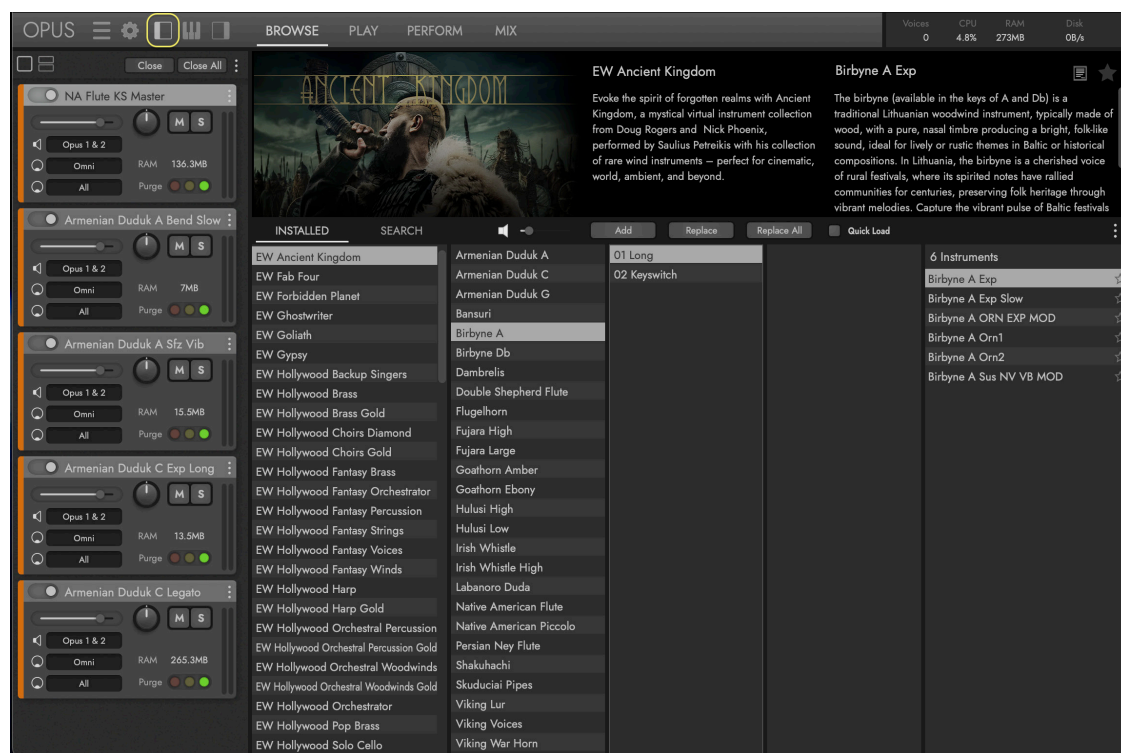 OPUS
BROWSE PLAY PERFORM MIX
Voices CPU RAM Disk
0 4.8% 273MB 0B/s
Close Close All
NA Flute KS Master
M S
Opus 1 & 2
Omni RAM 136.3MB
All Purge
Armenian Duduk A Bend Slow
M S
Opus 1 & 2
Omni RAM 7MB
All Purge
Armenian Duduk A Sfz Vib
M S
Opus 1 & 2
Omni RAM 15.5MB
All Purge
Armenian Duduk C Exp Long
M S
Opus 1 & 2
Omni RAM 13.5MB
All Purge
Armenian Duduk C Legato
M S
Opus 1 & 2
Omni RAM 265.3MB
All Purge
ANCIENT KINGDOM
EW Ancient Kingdom
Evoke the spirit of forgotten realms with Ancient
Kingdom, a mystical virtual instrument collection
from Doug Rogers and Nick Phoenix,
performed by Saulius Petreikis with his collection
of rare wind instruments – perfect for cinematic,
world, ambient, and beyond.
Birbyne A Exp
The birbyne (available in the keys of A and Db) is a
traditional Lithuanian woodwind instrument, typically made of
wood, with a pure, nasal timbre producing a bright, folk-like
sound, ideal for lively or rustic themes in Baltic or historical
compositions. In Lithuania, the birbyne is a cherished voice
of rural festivals, where its spirited notes have rallied
communities for centuries, preserving folk heritage through
vibrant melodies. Capture the vibrant pulse of Baltic festivals
INSTALLED SEARCH
Add Replace Replace All Quick Load
EW Ancient Kingdom
EW Fab Four
EW Forbidden Planet
EW Ghostwriter
EW Goliath
EW Gypsy
EW Hollywood Backup Singers
EW Hollywood Brass
EW Hollywood Brass Gold
EW Hollywood Choirs Diamond
EW Hollywood Choirs Gold
EW Hollywood Fantasy Brass
EW Hollywood Fantasy Orchestrator
EW Hollywood Fantasy Percussion
EW Hollywood Fantasy Strings
EW Hollywood Fantasy Voices
EW Hollywood Fantasy Winds
EW Hollywood Harp
EW Hollywood Harp Gold
EW Hollywood Orchestral Percussion
EW Hollywood Orchestral Percussion Gold
EW Hollywood Orchestral Woodwinds
EW Hollywood Orchestral Woodwinds Gold
EW Hollywood Orchestrator
EW Hollywood Pop Brass
EW Hollywood Solo Cello
Armenian Duduk A
Armenian Duduk C
Armenian Duduk G
Bansuri
Birbyne A
Birbyne Db
Dambrelis
Double Shepherd Flute
Flugelhorn
Fujara High
Fujara Large
Goathorn Amber
Goathorn Ebony
Hulusi High
Hulusi Low
Irish Whistle
Irish Whistle High
Labanoro Duda
Native American Flute
Native American Piccolo
Persian Ney Flute
Shakuhachi
Skuduciai Pipes
Viking Lur
Viking Voices
Viking War Horn
01 Long
02 Keyswitch
6 Instruments
Birbyne A Exp
Birbyne A Exp Slow
Birbyne A ORN EXP MOD
Birbyne A Orn1
Birbyne A Orn2
Birbyne A Sus NV VB MOD